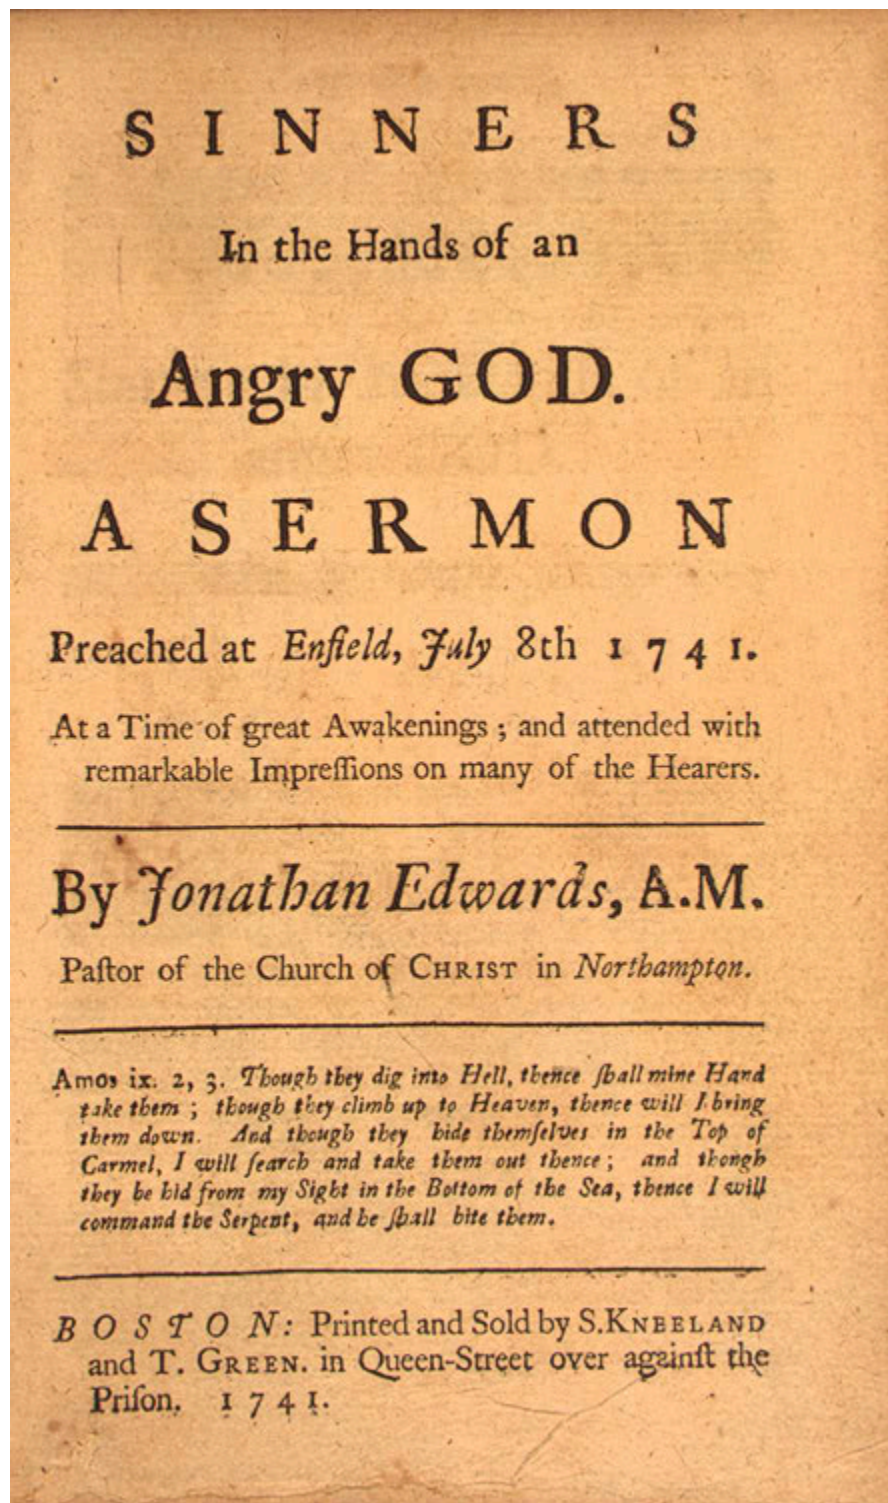 SINNERS
In the Hands of an
Angry GOD.
A SERMON
Preached at Enfield, July 8th 1741.
At a Time of great Awakenings ; and attended with
remarkable Impreſſions on many of the Hearers.
By Jonathan Edwards, A.M.
Paſtor of the Church of CHRIST in Northampton.
Amos ix. 2, 3. Though they dig into Hell, thence ſhall mine Hand
take them ; though they climb up to Heaven, thence will I bring
them down. And though they hide themſelves in the Top of
Carmel, I will ſearch and take them out thence ; and thongh
they be hid from my Sight in the Bottom of the Sea, thence I will
command the Serpent, and he ſhall bite them.
BOSTON: Printed and Sold by S.KNEELAND
and T. GREEN. in Queen-Street over againſt the
Priſon. 1741.